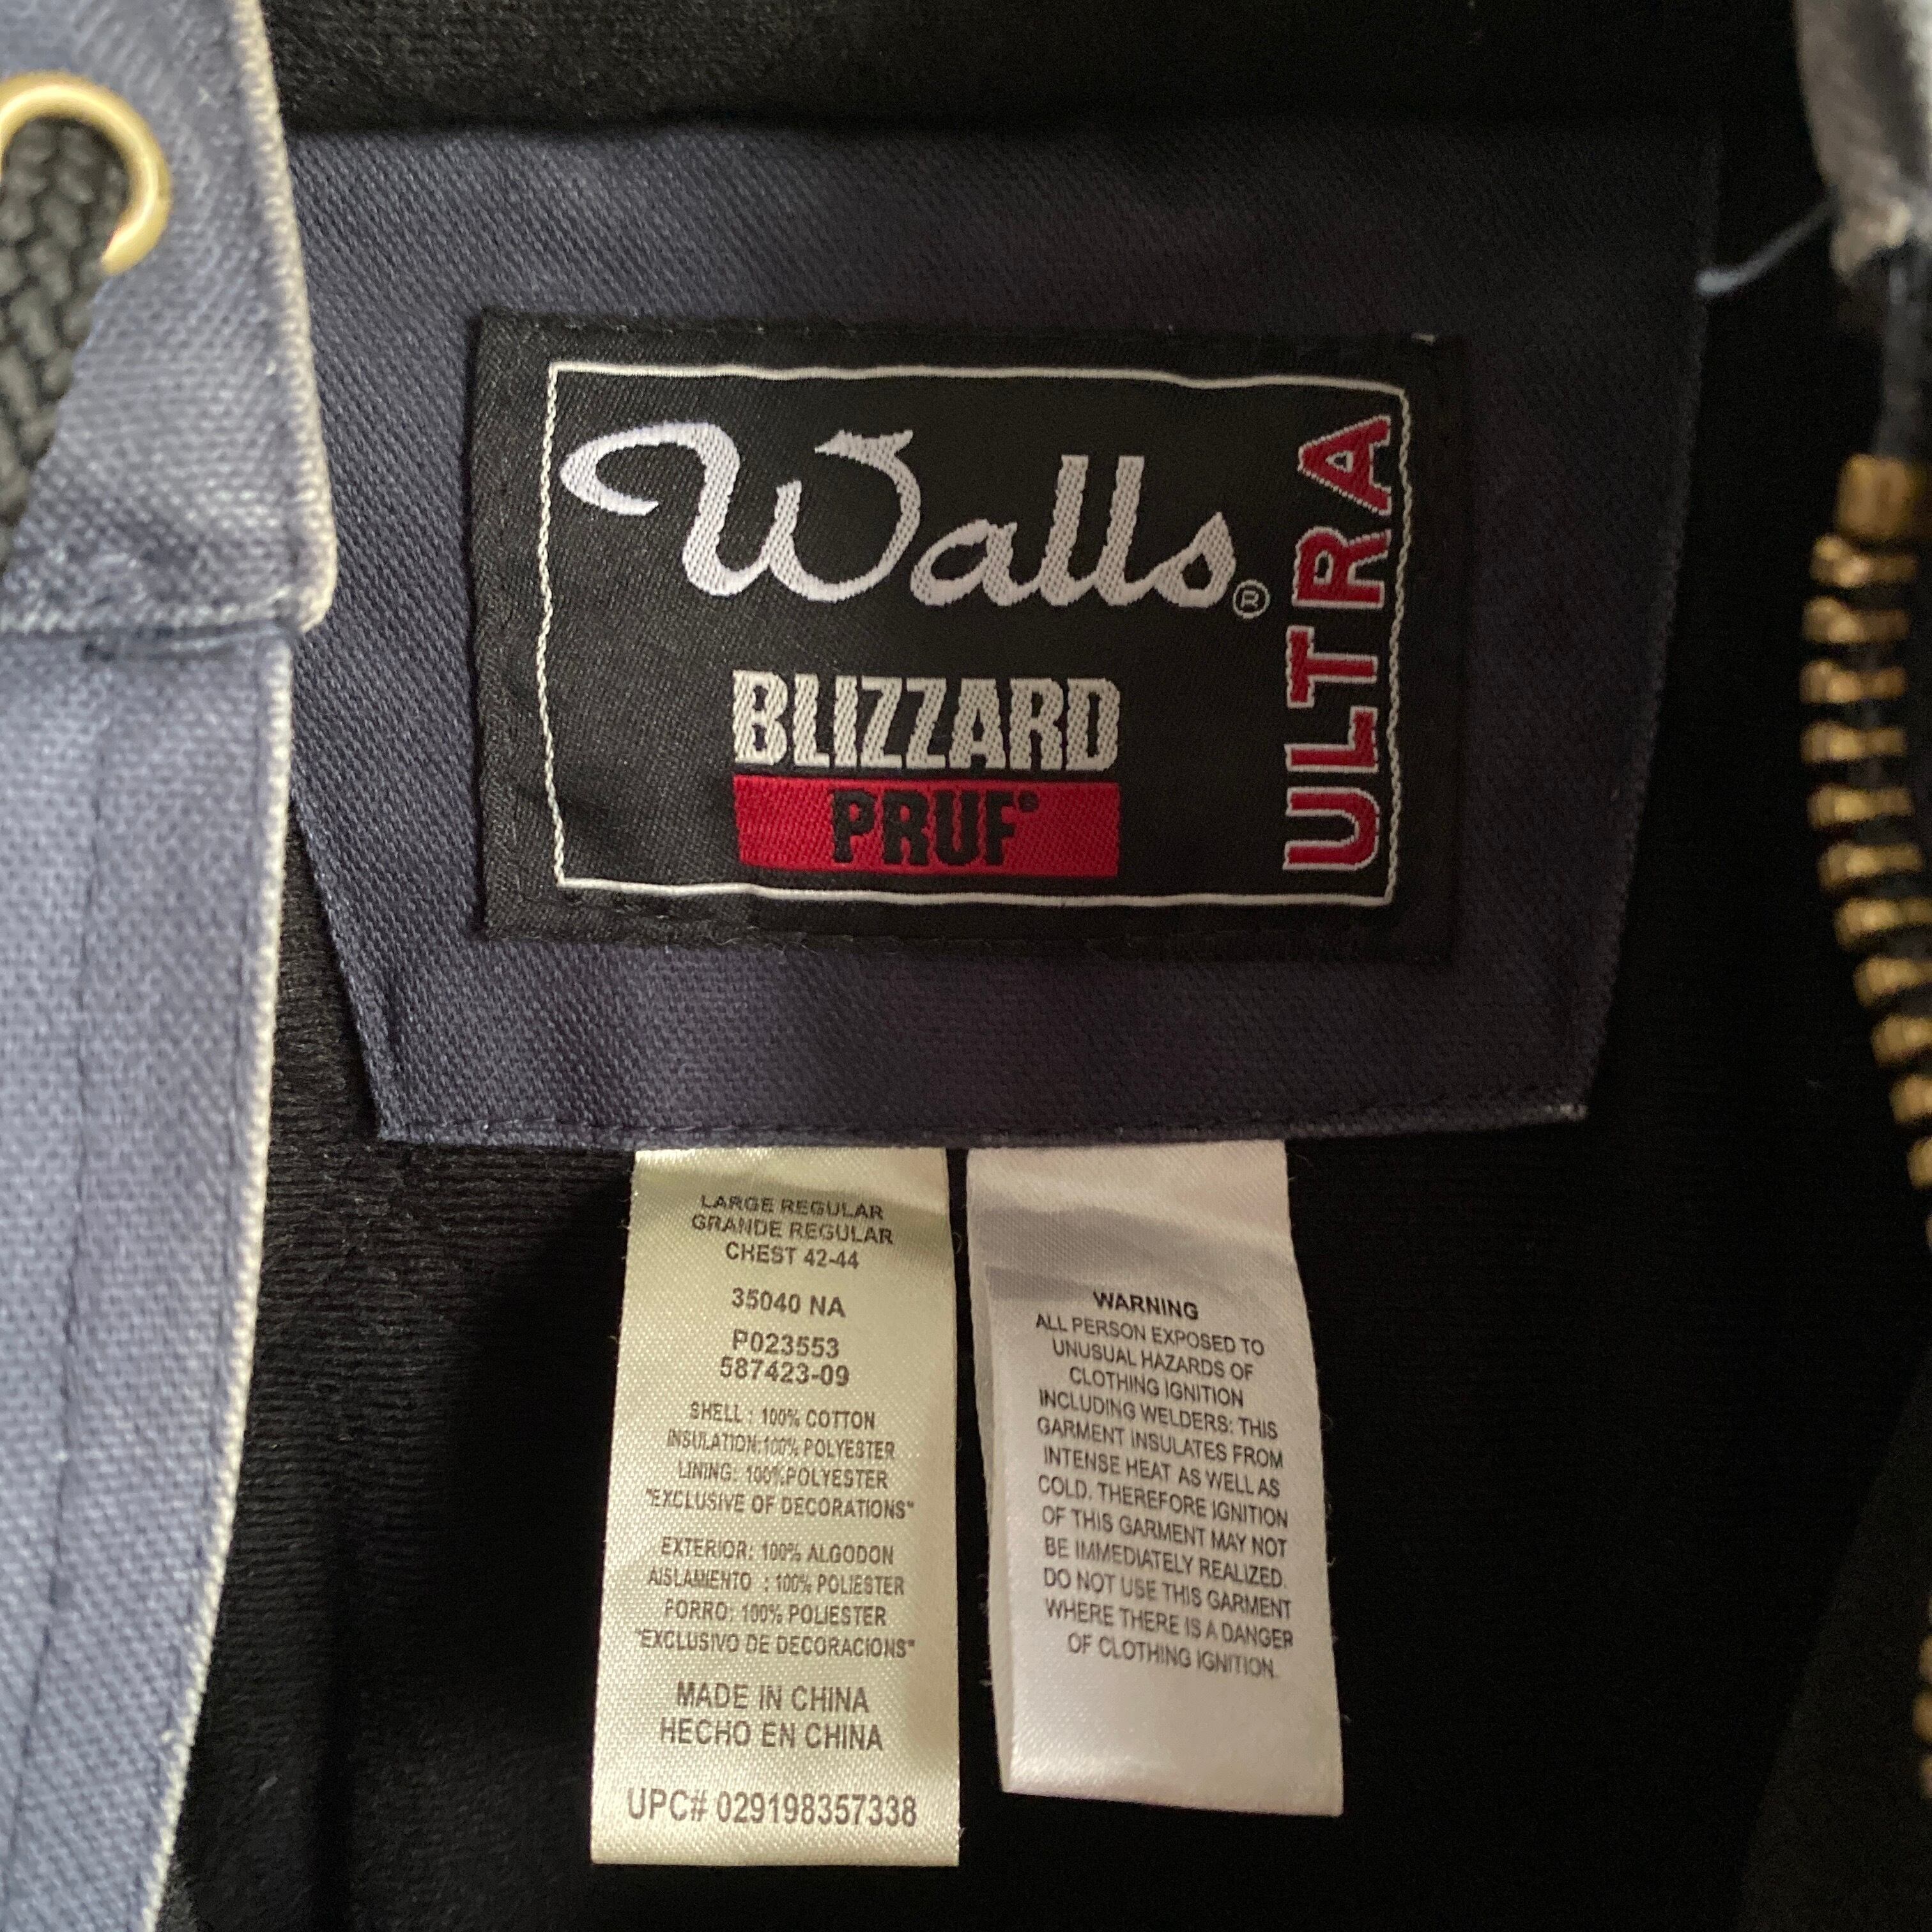 Walls®
ULTRA
BLIZZARD
PRUF®
LARGE REGULAR
GRANDE REGULAR
CHEST 42-44
35040 NA
P023553
587423-09
SHELL : 100% COTTON
INSULATION:100% POLYESTER
LINING: 100%POLYESTER
"EXCLUSIVE OF DECORATIONS"
EXTERIOR: 100% ALGODON
AISLAMENTO : 100% POLIESTER
FORRO: 100% POLIESTER
"EXCLUSIVO DE DECORACIONS"
MADE IN CHINA
HECHO EN CHINA
UPC# 029198357338
WARNING
ALL PERSON EXPOSED TO
UNUSUAL HAZARDS OF
CLOTHING IGNITION
INCLUDING WELDERS: THIS
GARMENT INSULATES FROM
INTENSE HEAT AS WELL AS
COLD. THEREFORE IGNITION
OF THIS GARMENT MAY NOT
BE IMMEDIATELY REALIZED.
DO NOT USE THIS GARMENT
WHERE THERE IS A DANGER
OF CLOTHING IGNITION.